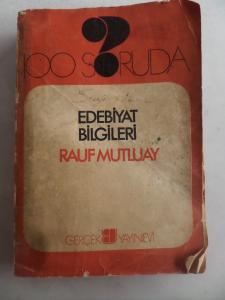 100 SORUDA
EDEBİYAT
BİLGİLERİ
RAUF MUTLUAY
GERÇEK YAYINEVİ